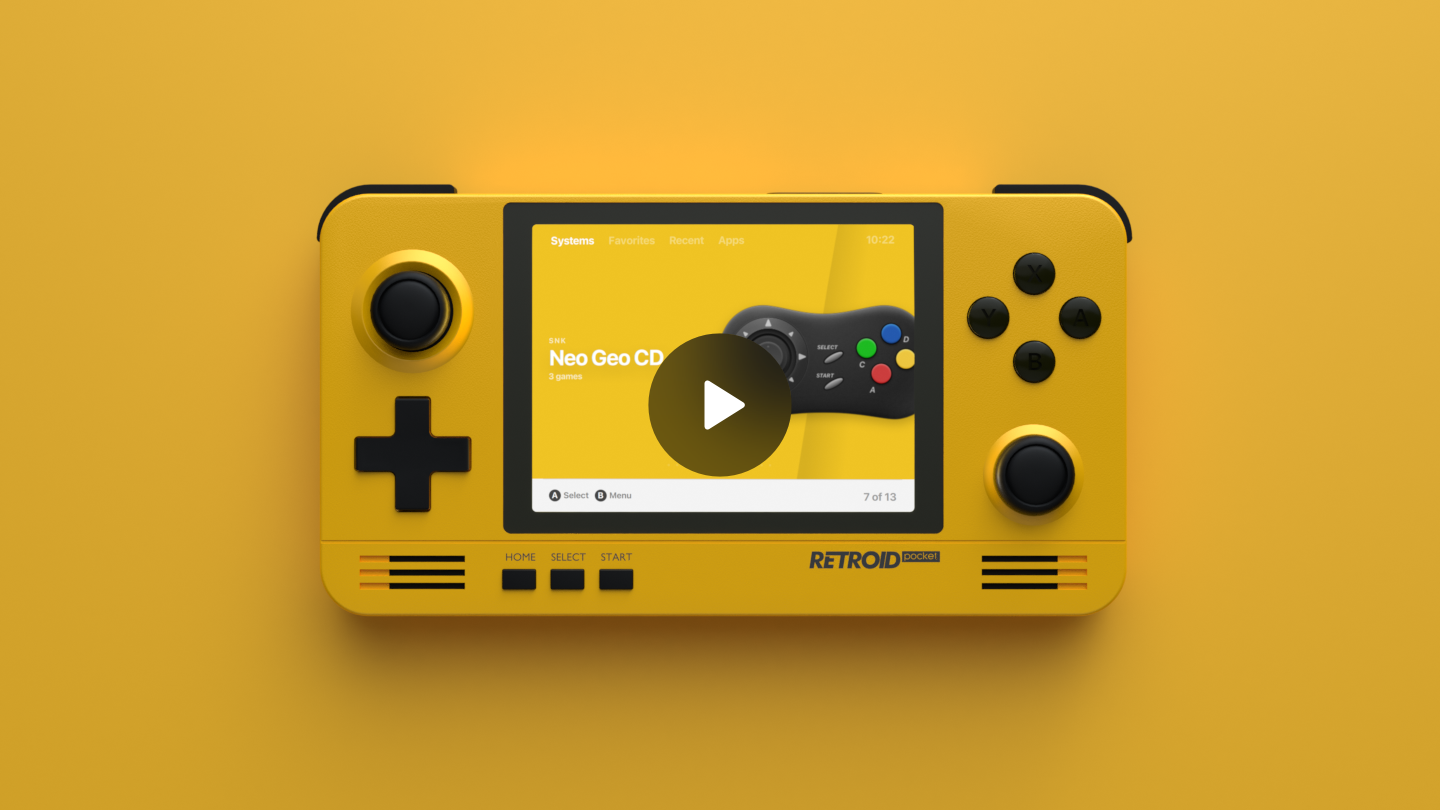 Systems Favorites Recent Apps 10:22
SNK
Neo Geo CD
3 games
SELECT
START
D
C
A
A Select B Menu 7 of 13
X
Y A
B
HOME SELECT START
RETROID pocket